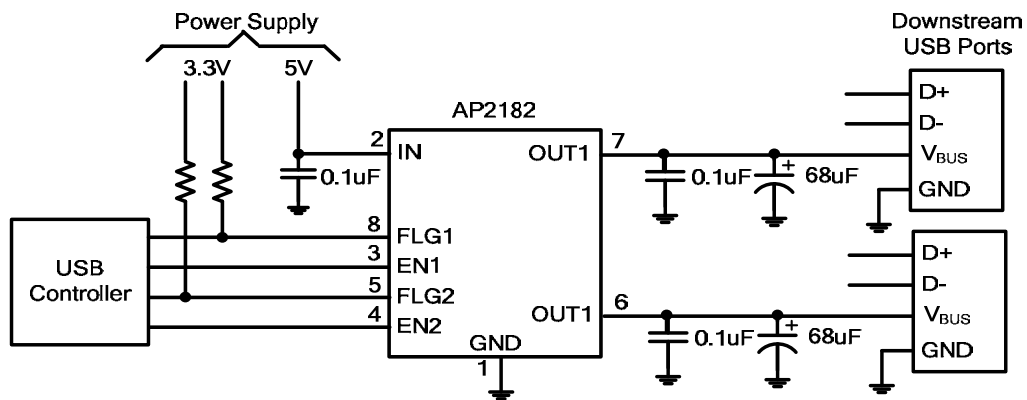 Power Supply
3.3V 5V
Downstream
USB Ports
AP2182
D+
D-
VBUS
GND
2 IN
OUT1 7
0.1uF
0.1uF
+
68uF
USB
Controller
8 FLG1
3 EN1
5 FLG2
4 EN2
OUT1 6
GND
1
0.1uF
+
68uF
D+
D-
VBUS
GND